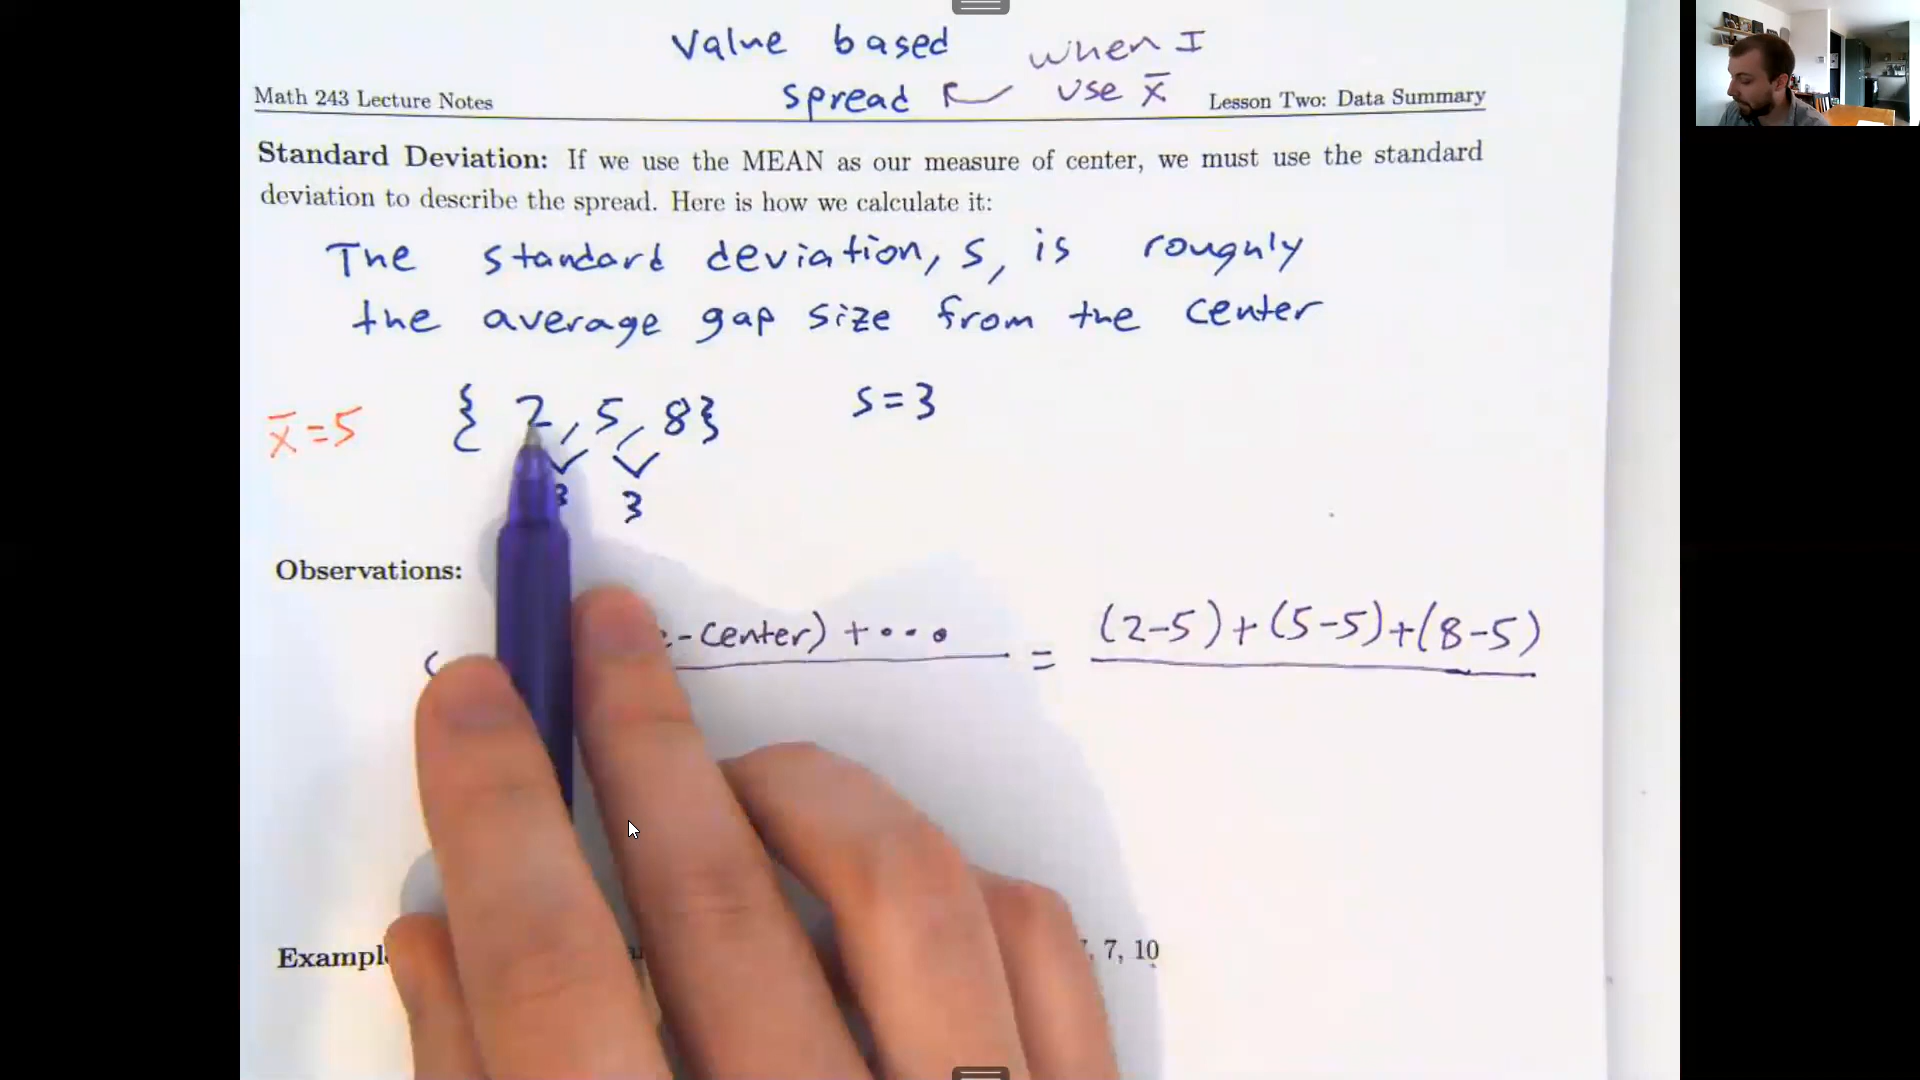 Value based when I
spread use x̄
Math 243 Lecture Notes Lesson Two: Data Summary
Standard Deviation: If we use the MEAN as our measure of center, we must use the standard
deviation to describe the spread. Here is how we calculate it:
The standard deviation, s, is roughly
the average gap size from the center
x̄ = 5 { 2, 5, 8} s = 3
3 3
Observations:
- center) + ... = (2-5) + (5-5) + (8-5)
7, 10